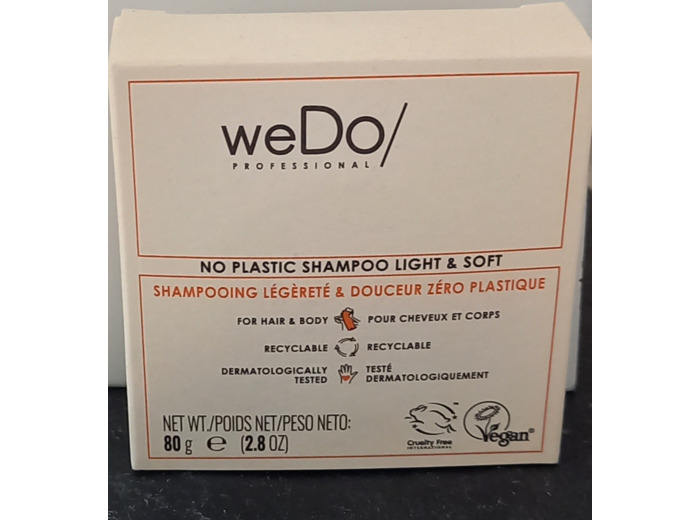 weDo/
PROFESSIONAL
NO PLASTIC SHAMPOO LIGHT & SOFT
SHAMPOOING LÉGÈRETÉ & DOUCEUR ZÉRO PLASTIQUE
FOR HAIR & BODY POUR CHEVEUX ET CORPS
RECYCLABLE RECYCLABLE
DERMATOLOGICALLY TESTED
TESTÉ DERMATOLOGIQUEMENT
NET WT./POIDS NET/PESO NETO:
80 g ℮ (2.8 OZ)
Cruelty Free
INTERNATIONAL
Vegan®